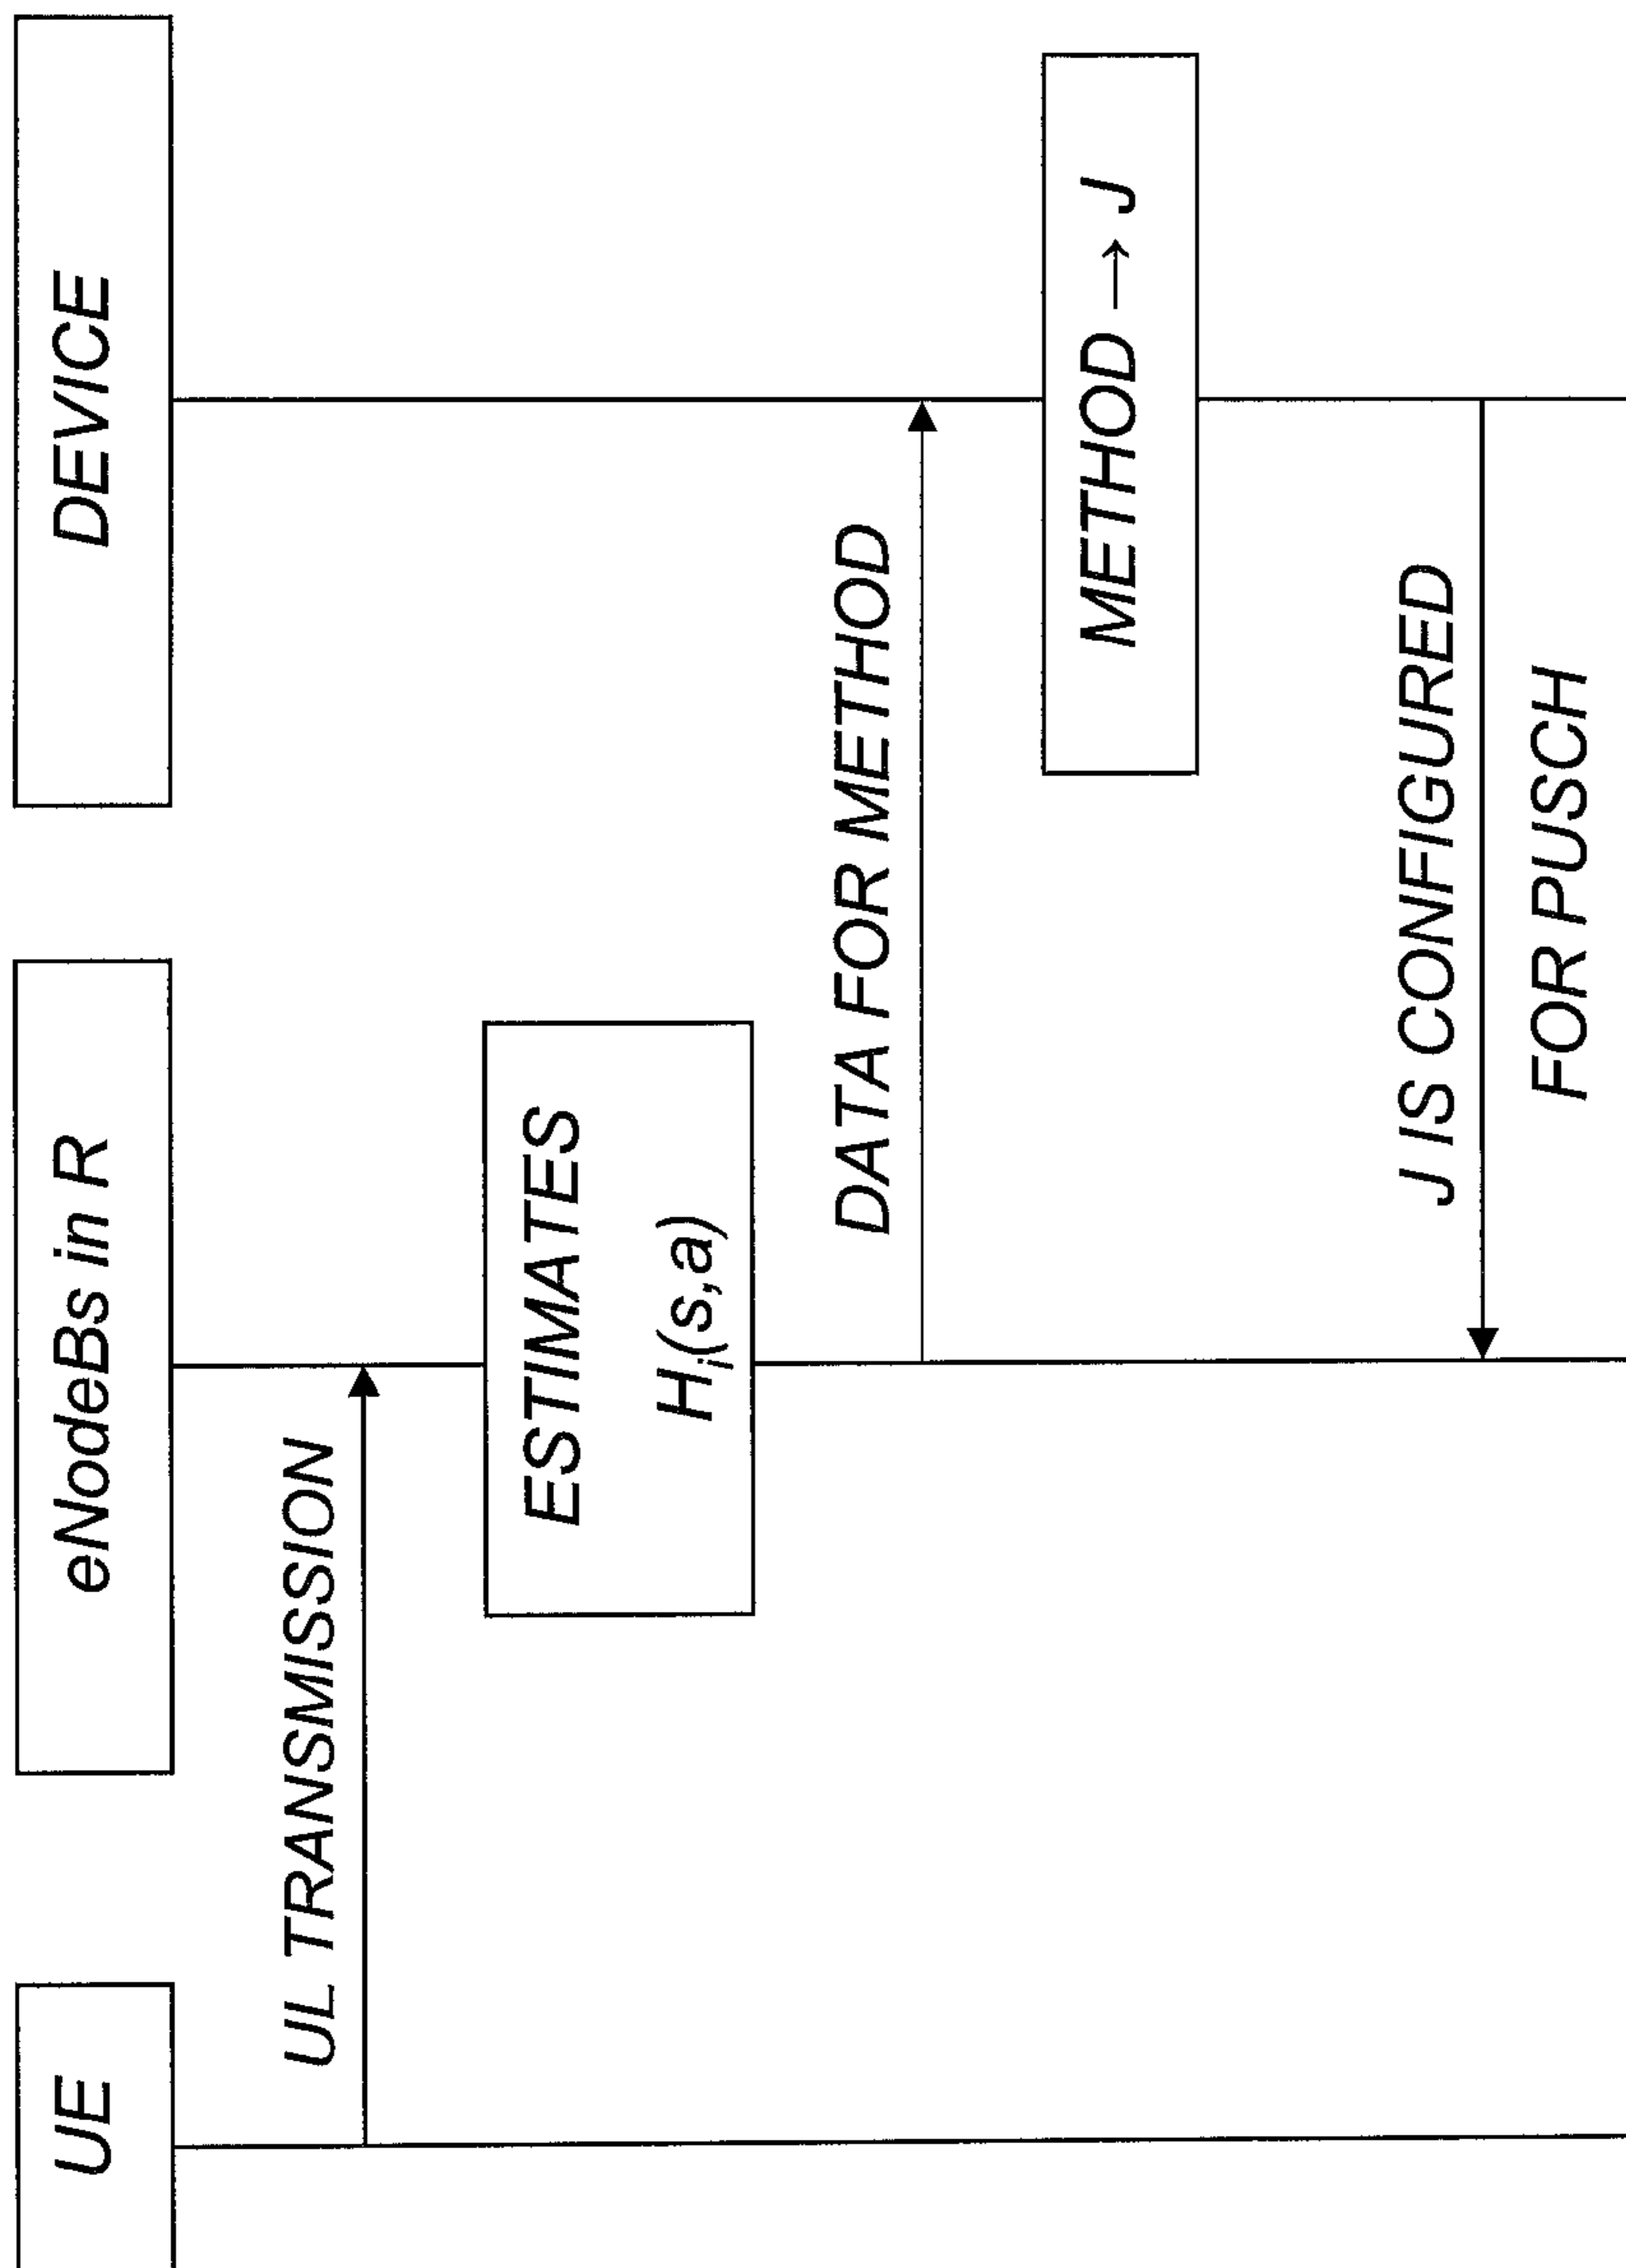 UE
eNodeBs in R
DEVICE
UL TRANSMISSION
ESTIMATES
Hi(s,a)
DATA FOR METHOD
METHOD → J
J IS CONFIGURED
FOR PUSCH